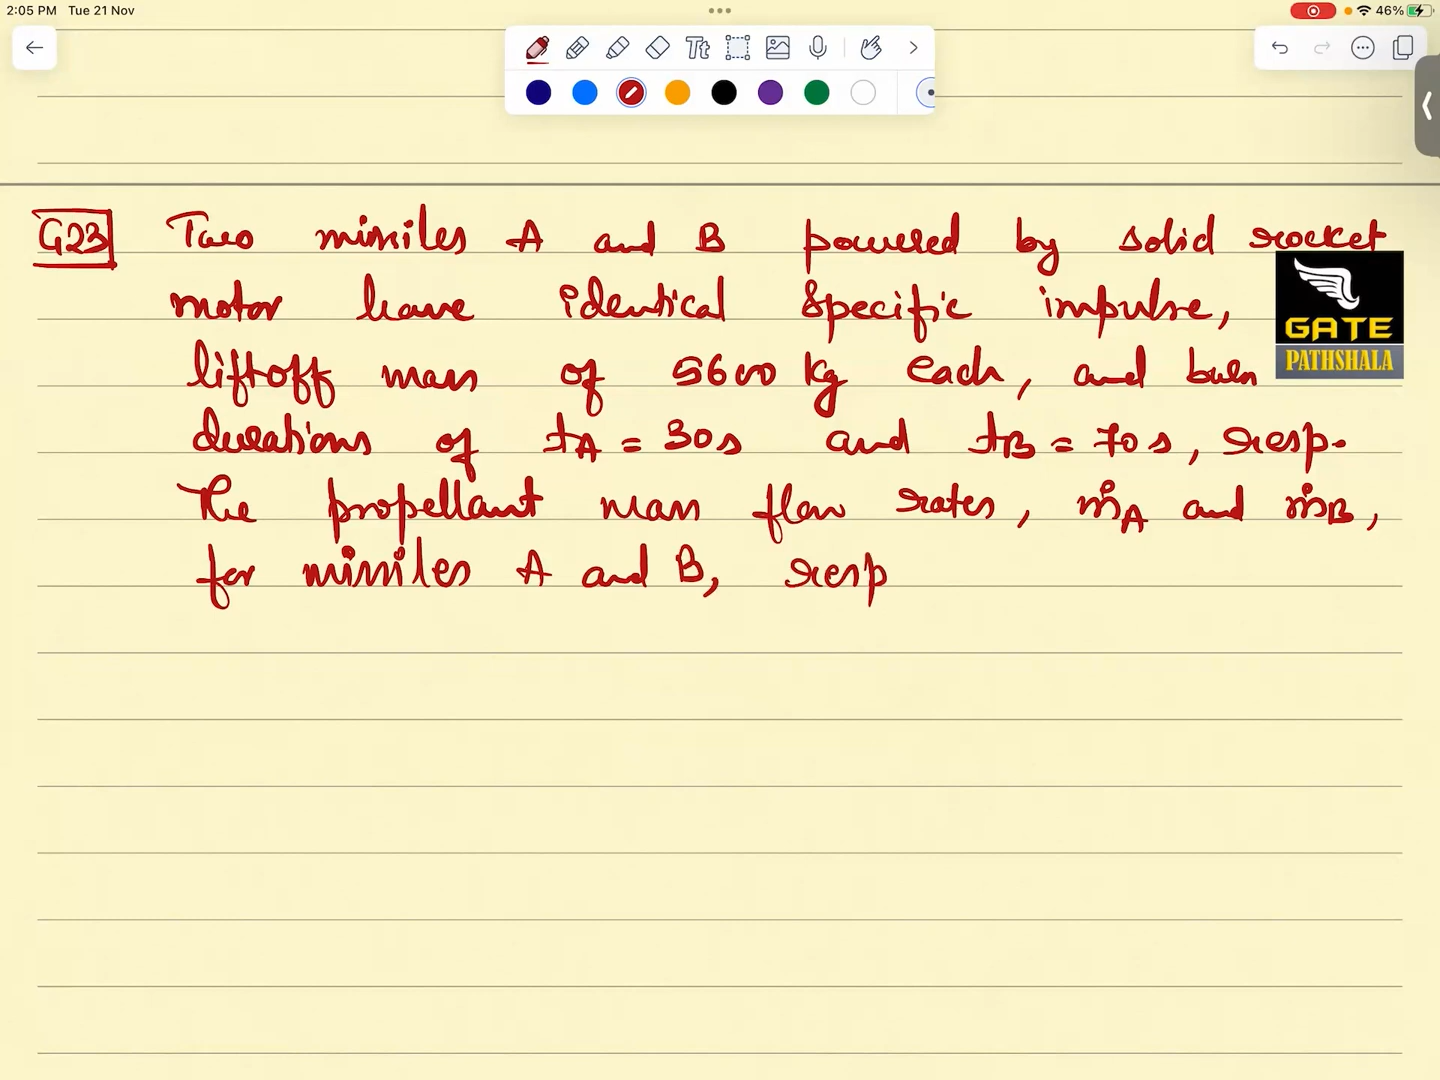 2:05 PM Tue 21 Nov
46%
Tt
G23 Two missiles A and B powered by solid rocket
motor have identical specific impulse,
liftoff mass of 5600 kg each, and burn
durations of tA = 30s and tB = 70s, resp.
The propellant mass flow rates, ṁA and ṁB,
for missiles A and B, resp
GATE
PATHSHALA